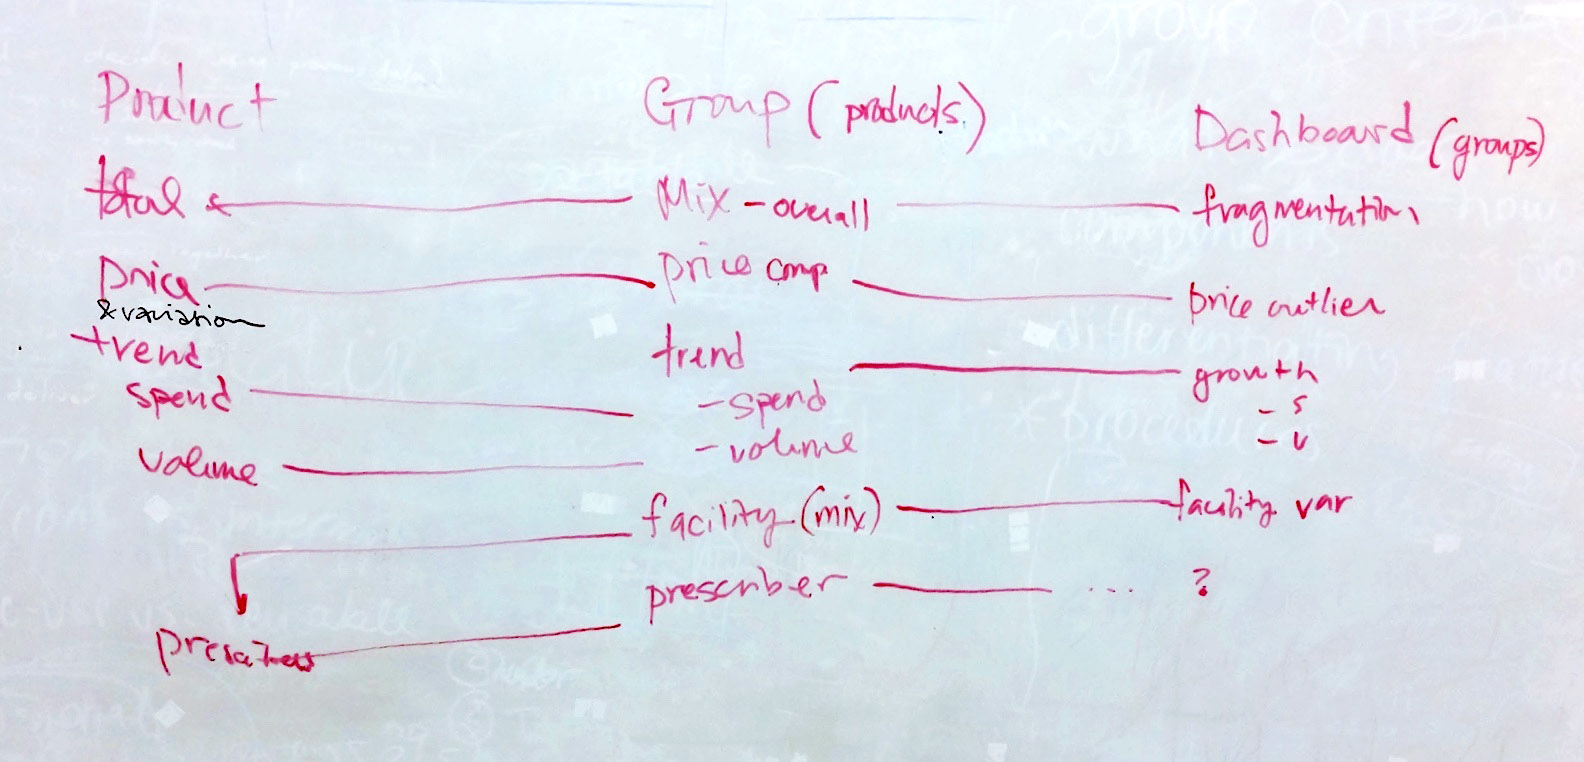 Product
Group (products.)
Dashboard (groups)
total
Mix - overall
fragmentation
price
price comp
price outlier
& variation
trend
trend
growth
spend
- spend
- s
volume
- volume
- v
facility (mix)
facility var
prescriber
... ?